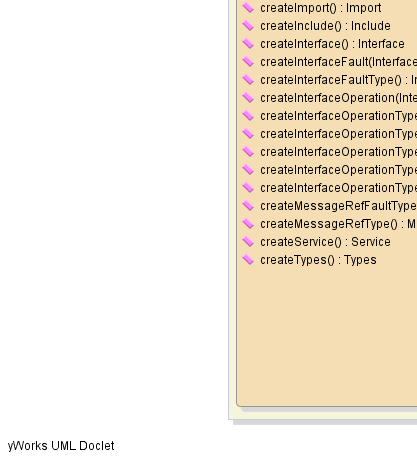 createImport() : Import
createInclude() : Include
createInterface() : Interface
createInterfaceFault(Interface
createInterfaceFaultType() : I
createInterfaceOperation(Inte
createInterfaceOperationType
createInterfaceOperationType
createInterfaceOperationType
createInterfaceOperationType
createInterfaceOperationType
createMessageRefFaultType
createMessageRefType() : M
createService() : Service
createTypes() : Types
yWorks UML Doclet